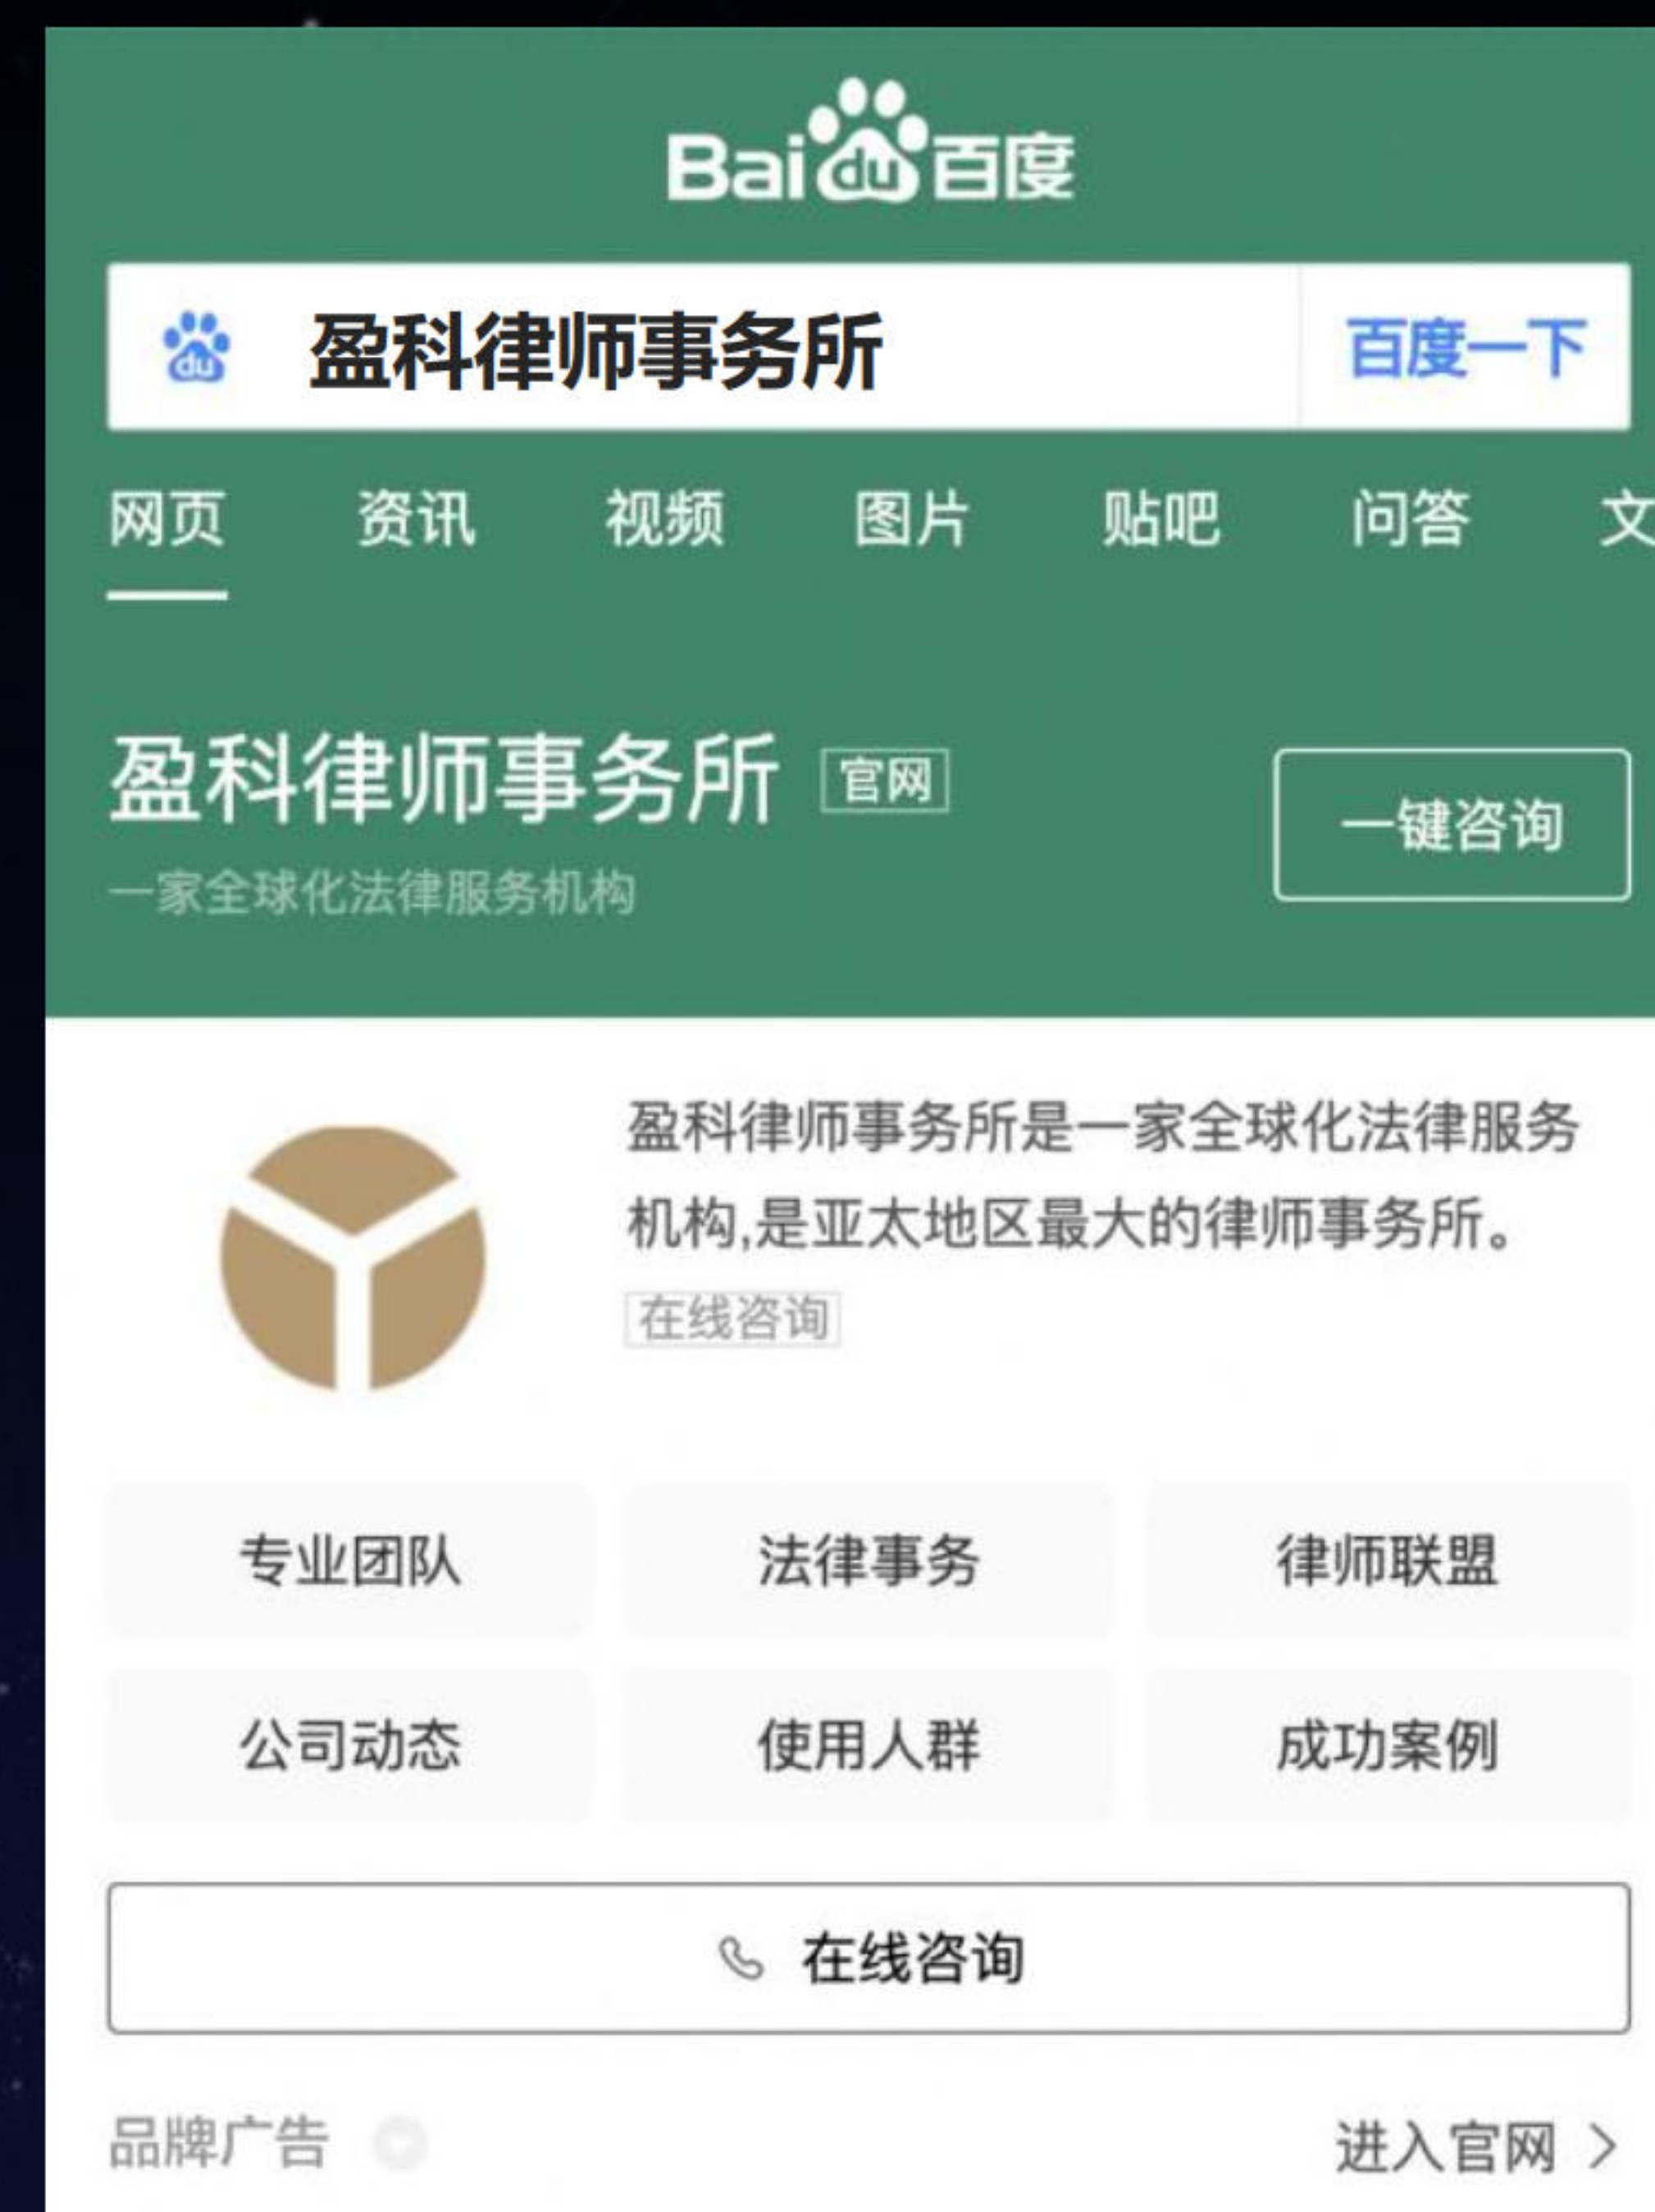 Baidu百度
du 盈科律师事务所 百度一下
网页 资讯 视频 图片 贴吧 问答 文
盈科律师事务所 官网
一键咨询
一家全球化法律服务机构
盈科律师事务所是一家全球化法律服务
机构,是亚太地区最大的律师事务所。
在线咨询
专业团队 法律事务 律师联盟
公司动态 使用人群 成功案例
在线咨询
品牌广告 进入官网